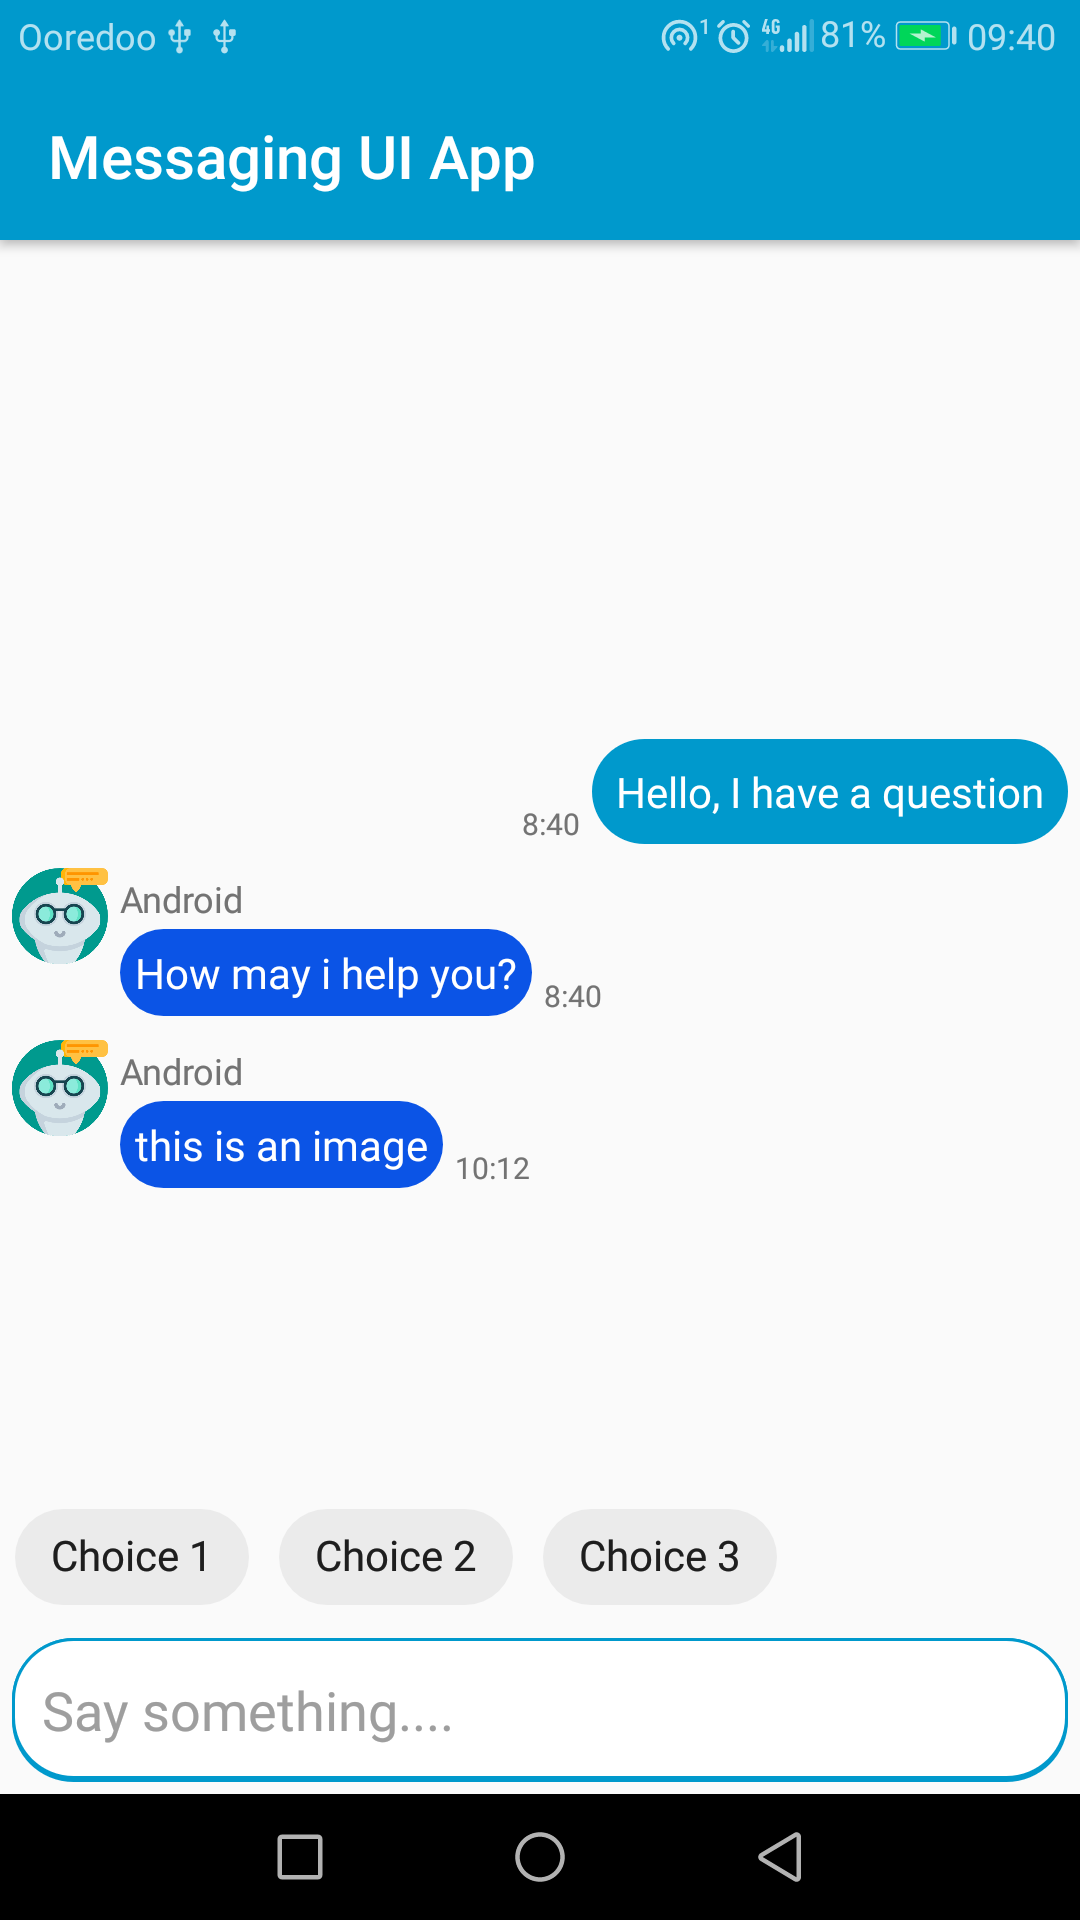 Ooredoo 1 4G 81% 09:40
Messaging UI App
Hello, I have a question
8:40
Android
How may i help you?
8:40
Android
this is an image
10:12
Choice 1 Choice 2 Choice 3
Say something....